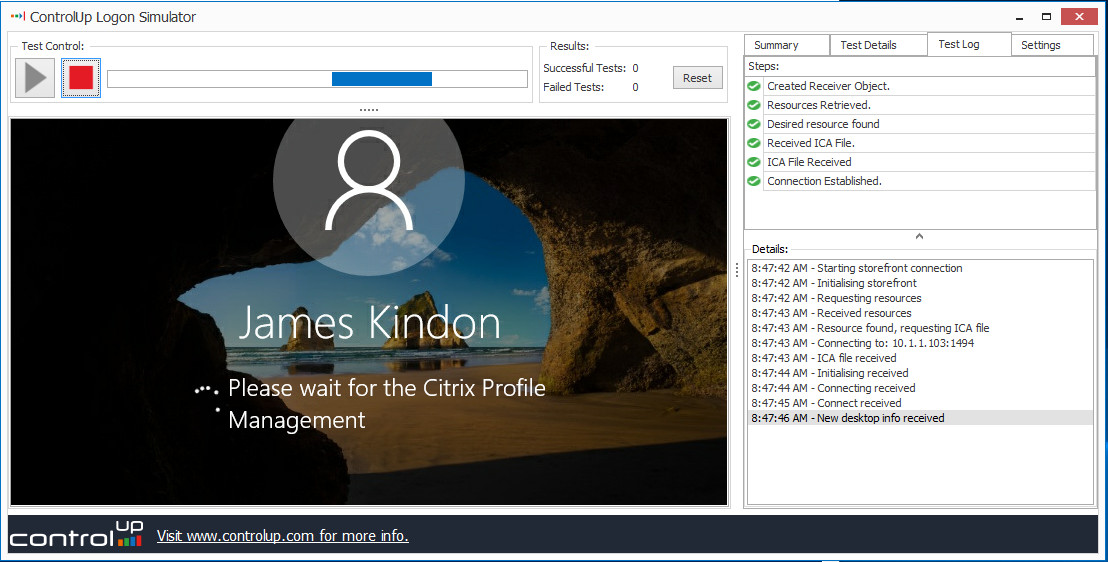 ControlUp Logon Simulator
Test Control:
Results:
Successful Tests: 0
Failed Tests: 0
Reset
Summary
Test Details
Test Log
Settings
Steps:
Created Receiver Object.
Resources Retrieved.
Desired resource found
Received ICA File.
ICA File Received
Connection Established.
James Kindon
Please wait for the Citrix Profile
Management
Details:
8:47:42 AM - Starting storefront connection
8:47:42 AM - Initialising storefront
8:47:42 AM - Requesting resources
8:47:43 AM - Received resources
8:47:43 AM - Resource found, requesting ICA file
8:47:43 AM - Connecting to: 10.1.1.103:1494
8:47:43 AM - ICA file received
8:47:44 AM - Initialising received
8:47:44 AM - Connecting received
8:47:45 AM - Connect received
8:47:46 AM - New desktop info received
control UP
Visit www.controlup.com for more info.